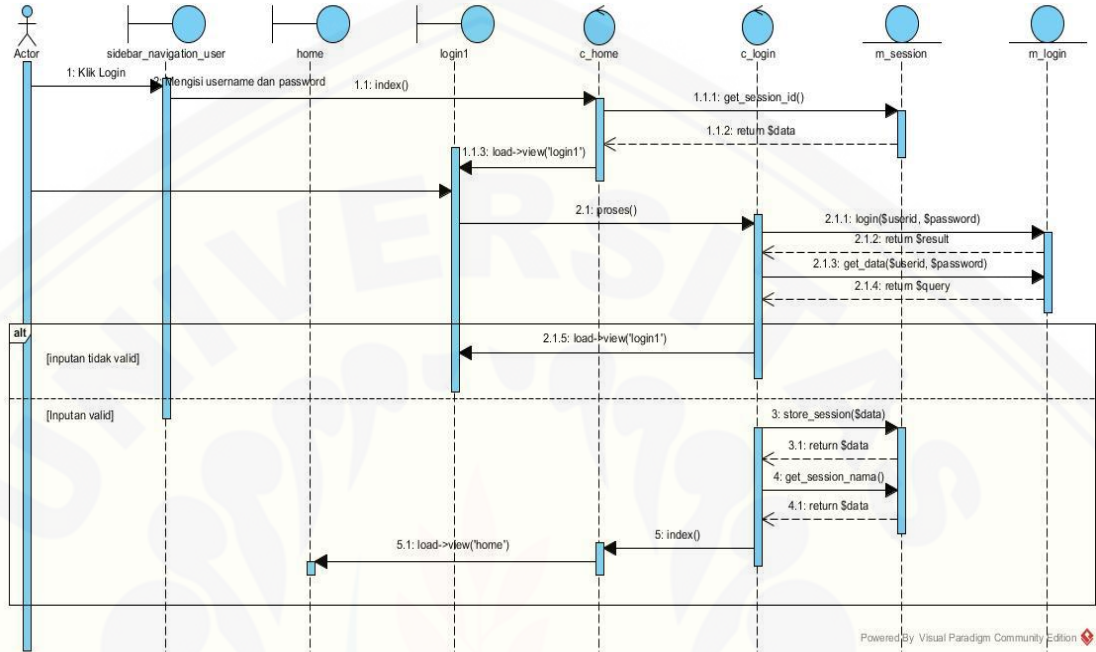 Actor
sidebar_navigation_user
home
login1
c_home
c_login
m_session
m_login
1: Klik Login
2: Mengisi username dan password
1.1: index()
1.1.1: get_session_id()
1.1.2: return $data
1.1.3: load->view('login1')
2.1: proses()
2.1.1: login($userid, $password)
2.1.2: return $result
2.1.3: get_data($userid, $password)
2.1.4: return $query
alt
2.1.5: load->view('login1')
[inputan tidak valid]
[Inputan valid]
3: store_session($data)
3.1: return $data
4: get_session_nama()
4.1: return $data
5: index()
5.1: load->view('home')
UNIVERSITAS
Powered By Visual Paradigm Community Edition